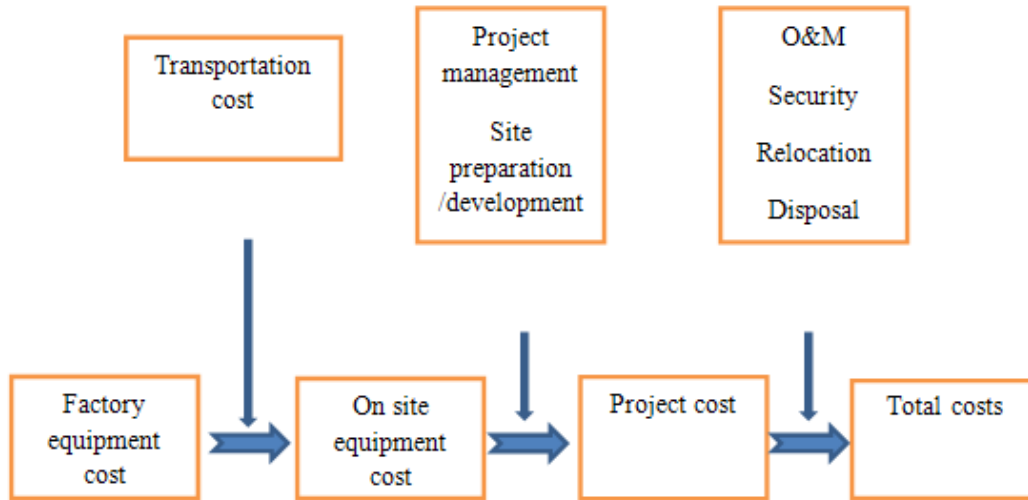 Transportation
cost
Project
management
Site
preparation
/development
O&M
Security
Relocation
Disposal
Factory
equipment
cost
On site
equipment
cost
Project cost
Total costs